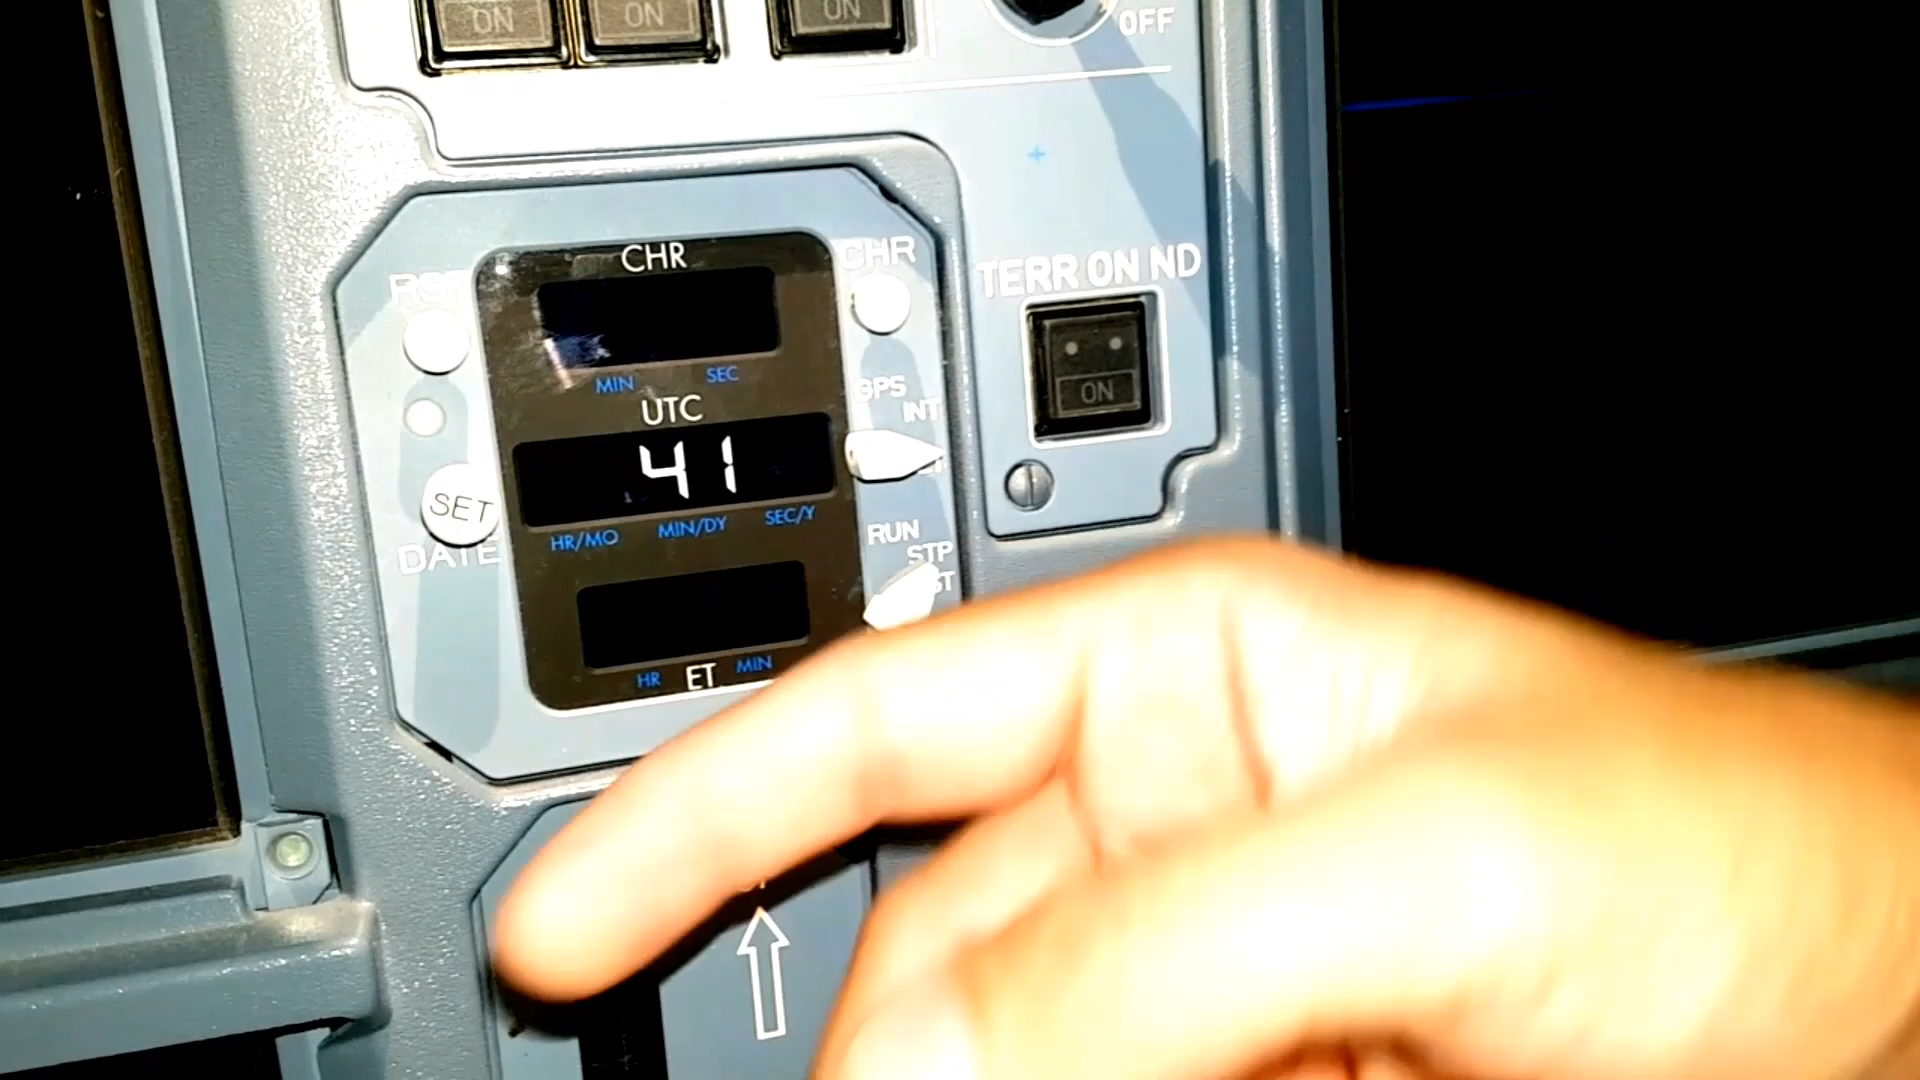 ON ON ON
OFF
CHR
RST CHR
TERR ON ND
MIN SEC
GPS
UTC
INT
ON
41
SET
HR/MO MIN/DY SEC/Y
RUN
DATE
STP
HR ET MIN